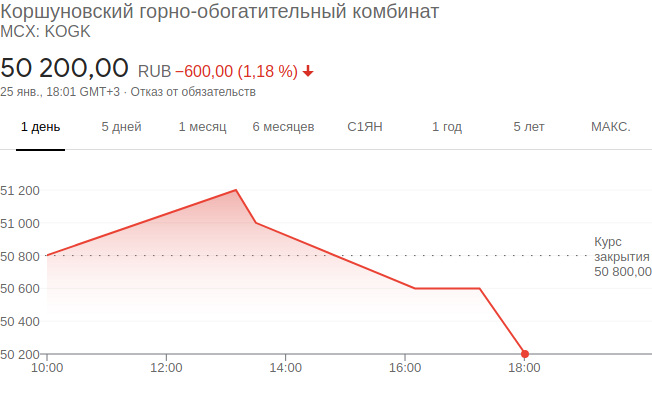 Коршуновский горно-обогатительный комбинат
MCX: KOGK
50 200,00 RUB −600,00 (1,18 %)
25 янв., 18:01 GMT+3 · Отказ от обязательств
1 день 5 дней 1 месяц 6 месяцев С1ЯН 1 год 5 лет МАКС.
51 200
51 000
50 800
50 600
50 400
50 200
Курс
закрытия
50 800,00
10:00 12:00 14:00 16:00 18:00